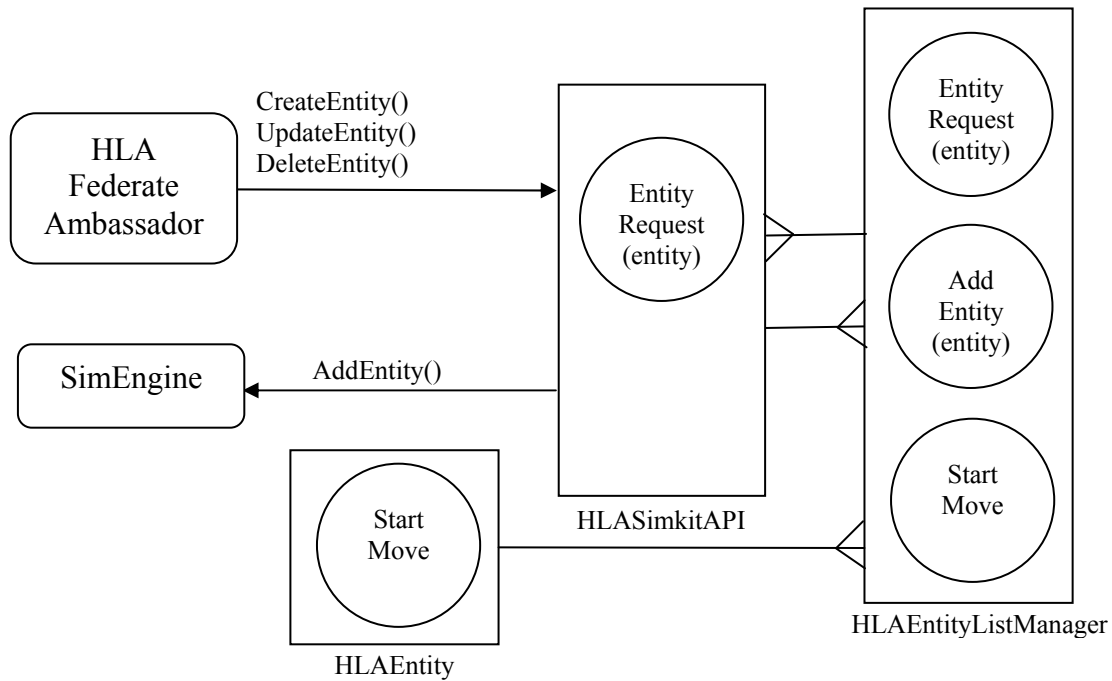 CreateEntity()
UpdateEntity()
DeleteEntity()
HLA
Federate
Ambassador
Entity
Request
(entity)
Entity
Request
(entity)
Add
Entity
(entity)
SimEngine
AddEntity()
Start
Move
Start
Move
HLASimkitAPI
HLAEntityListManager
HLAEntity